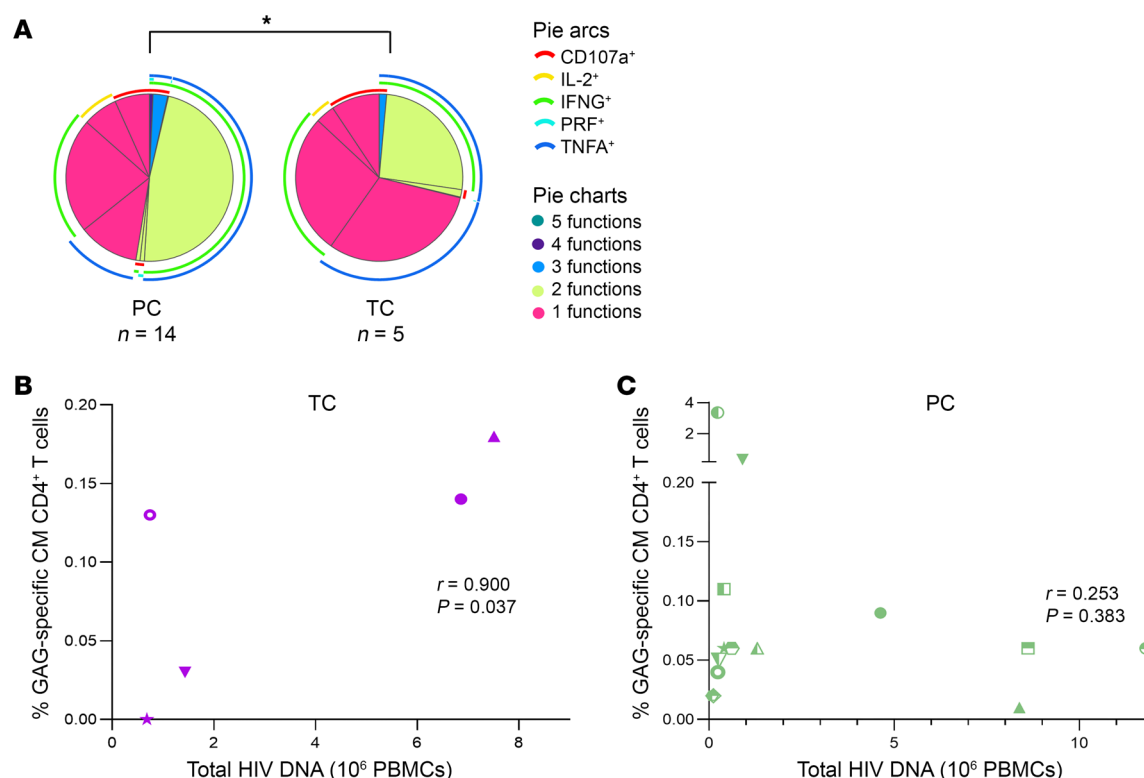 A
*
PC
n = 14
TC
n = 5
Pie arcs
CD107a⁺
IL-2⁺
IFNG⁺
PRF⁺
TNFA⁺
Pie charts
5 functions
4 functions
3 functions
2 functions
1 functions
B
TC
% GAG-specific CM CD4⁺ T cells
0.20
0.15
0.10
0.05
0.00
r = 0.900
P = 0.037
0
2
4
6
8
Total HIV DNA (10⁶ PBMCs)
C
PC
% GAG-specific CM CD4⁺ T cells
4
2
0.20
0.15
0.10
0.05
0.00
r = 0.253
P = 0.383
0
5
10
Total HIV DNA (10⁶ PBMCs)